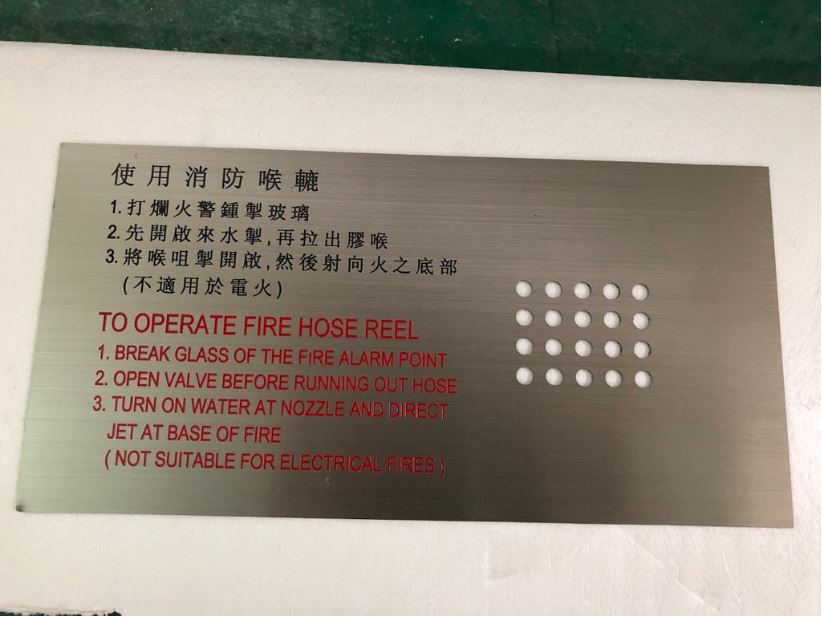 使用消防喉轆
1. 打爛火警鍾掣玻璃
2. 先開啟來水掣,再拉出膠喉
3. 將喉咀掣開啟,然後射向火之底部
(不適用於電火)
TO OPERATE FIRE HOSE REEL
1. BREAK GLASS OF THE FIRE ALARM POINT
2. OPEN VALVE BEFORE RUNNING OUT HOSE
3. TURN ON WATER AT NOZZLE AND DIRECT
JET AT BASE OF FIRE
( NOT SUITABLE FOR ELECTRICAL FIRES )